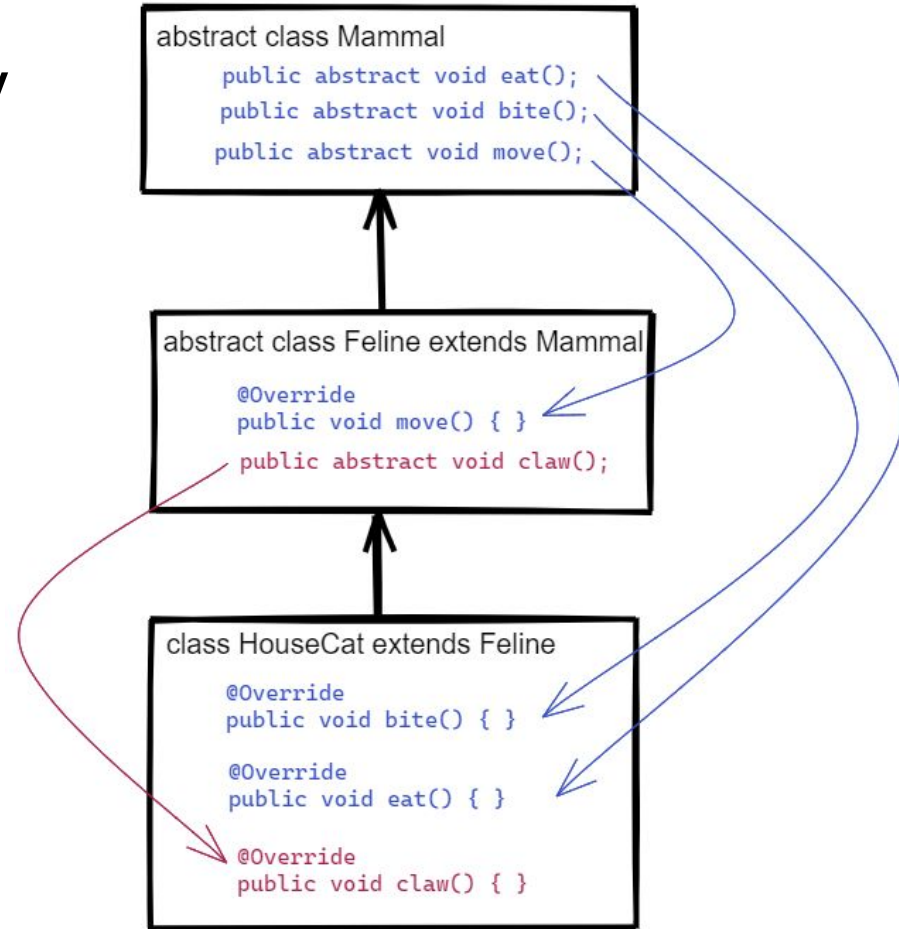 y
abstract class Mammal
public abstract void eat();
public abstract void bite();
public abstract void move();
abstract class Feline extends Mammal
@Override
public void move() { }
public abstract void claw();
class HouseCat extends Feline
@Override
public void bite() { }
@Override
public void eat() { }
@Override
public void claw() { }